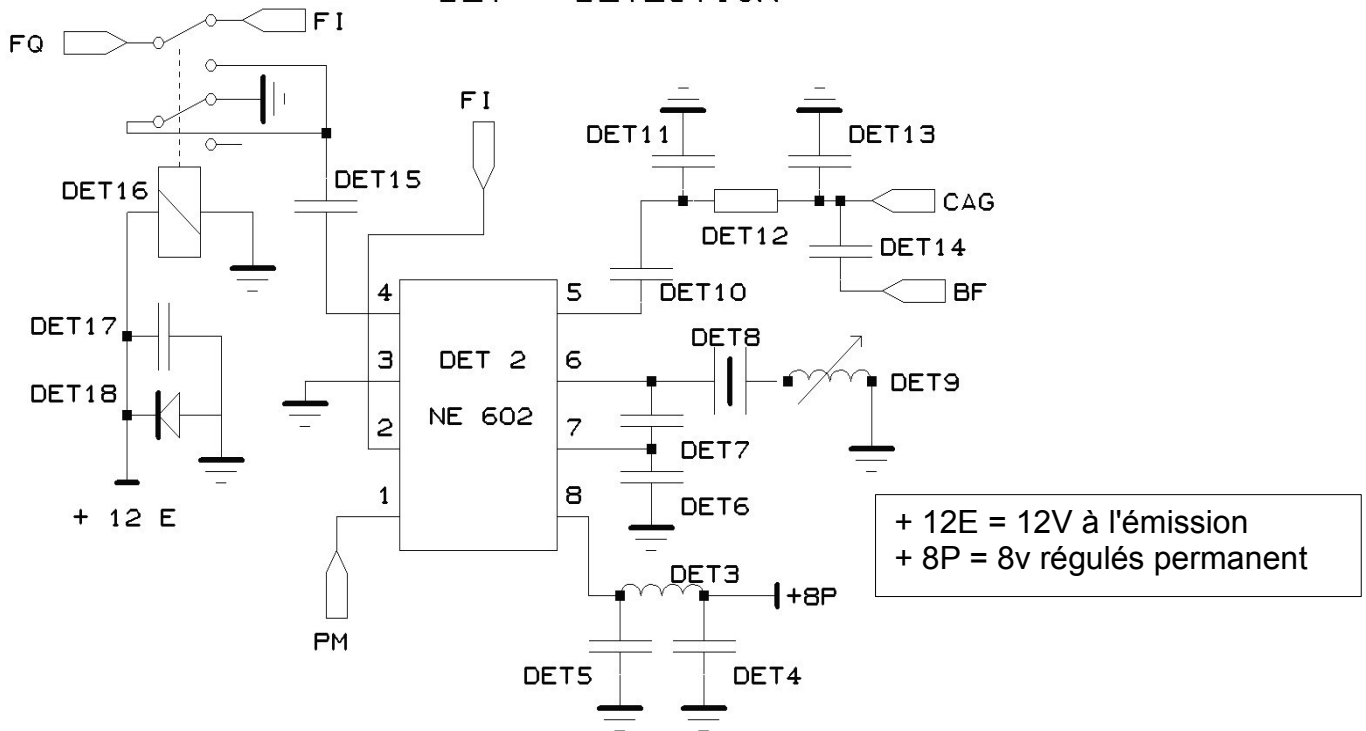 FQ
FI
FI
DET11
DET13
DET16
DET15
DET12
CAG
DET14
DET10
BF
4
5
DET17
DET8
3
DET 2
6
DET18
DET9
NE 602
2
7
DET7
1
8
DET6
+ 12 E
+ 12E = 12V à l'émission
+ 8P = 8v régulés permanent
DET3
+8P
PM
DET5
DET4